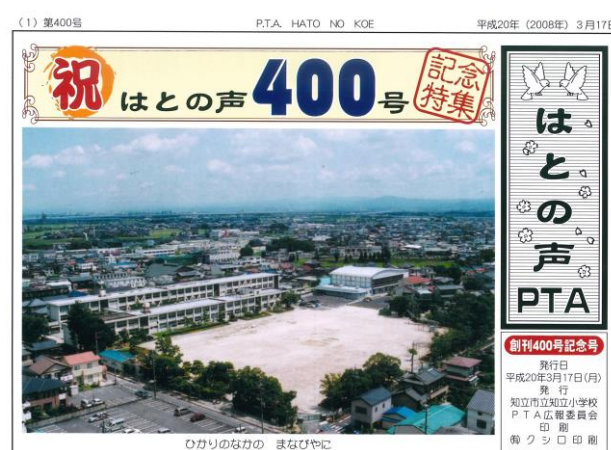 (1) 第400号
P.T.A. HATO NO KOE
平成20年(2008年) 3月17日
祝
はとの声400号
記念
特集
はとの声
PTA
創刊400号記念号
発行日
平成20年3月17日(月)
発 行
知立市立知立小学校
PTA広報委員会
印 刷
㈲クシロ印刷
ひかりのなかの まなびやに